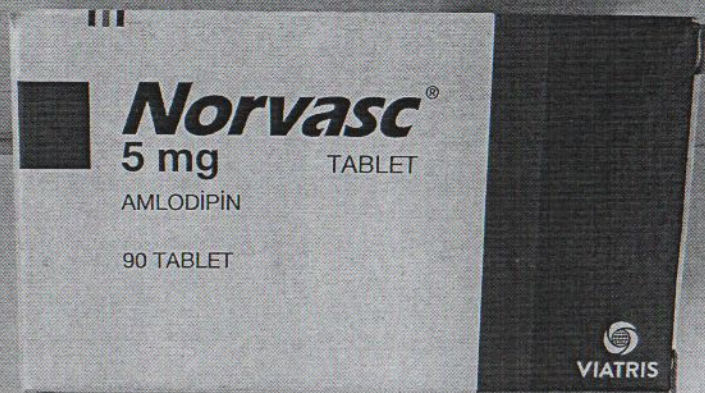 Norvasc®
5 mg TABLET
AMLODİPİN
90 TABLET
VIATRIS